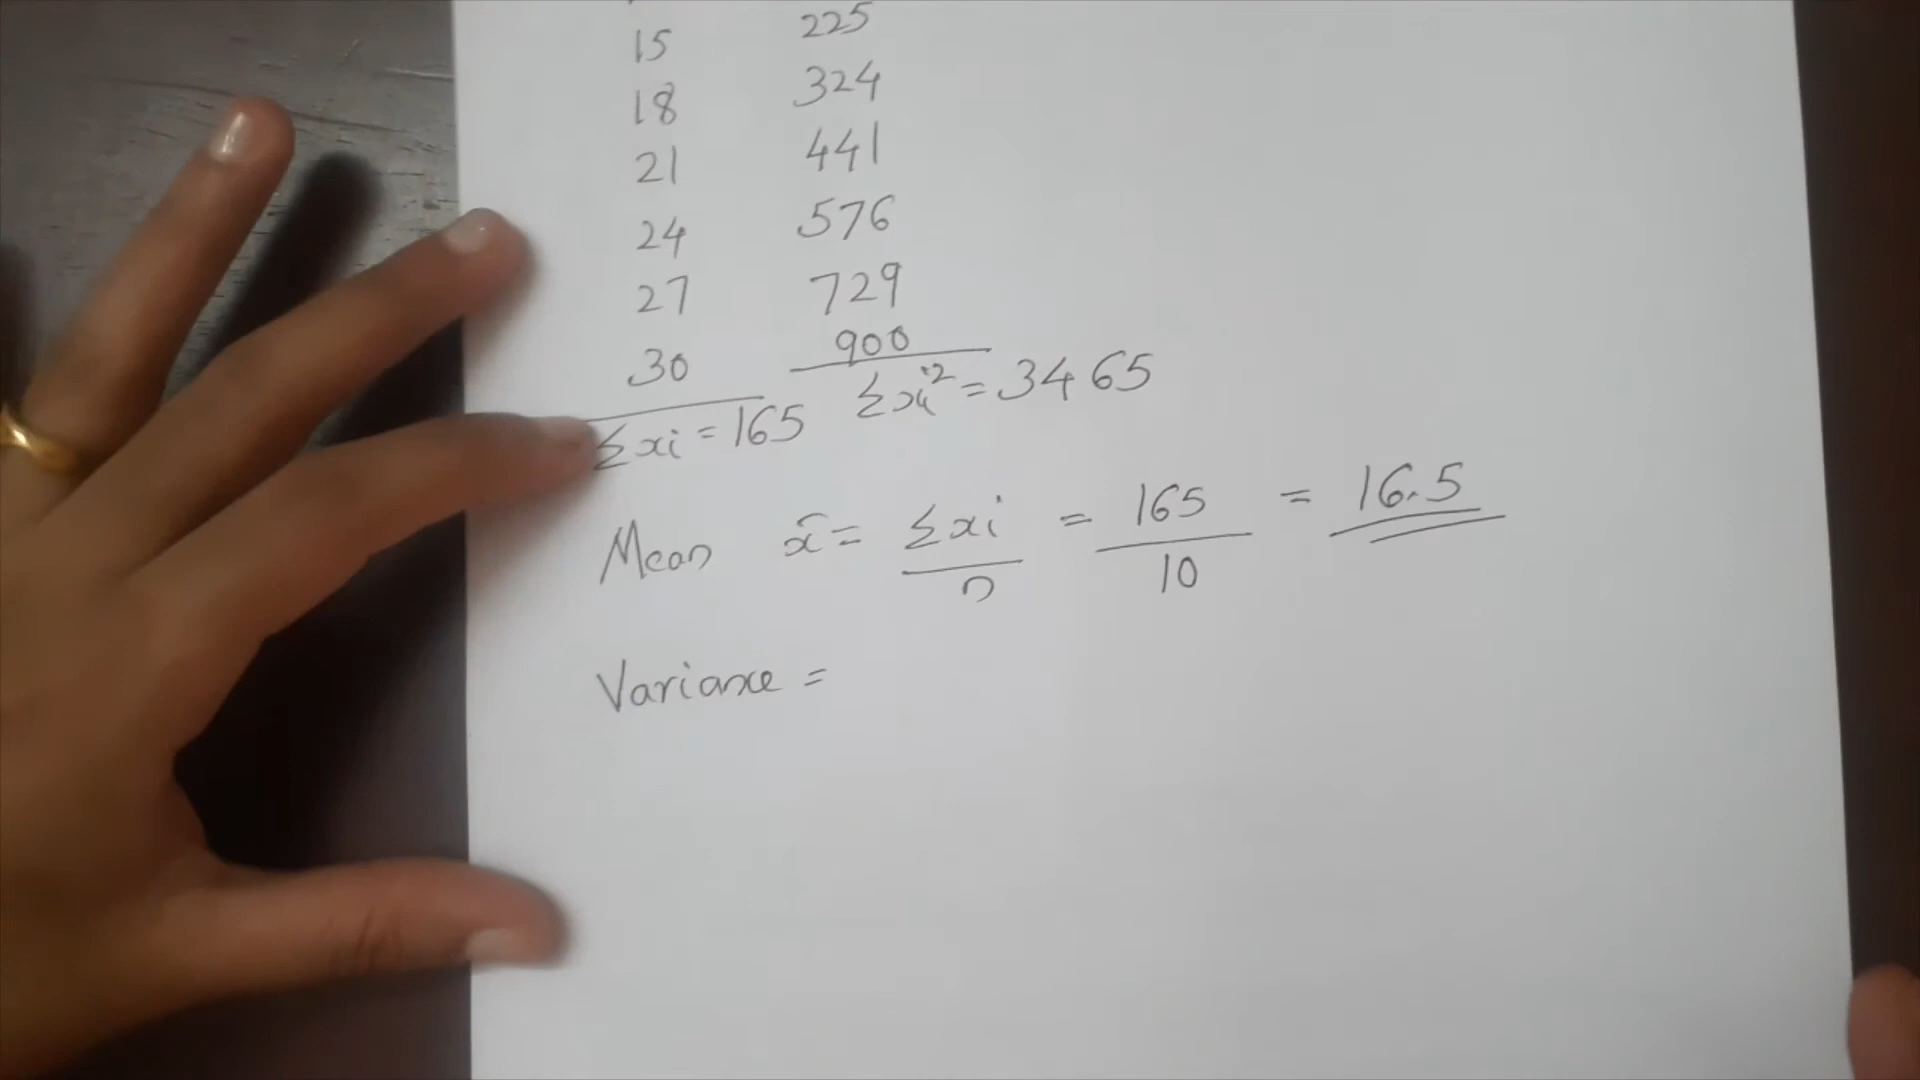 15 225
18 324
21 441
24 576
27 729
30 900
Σxi = 165 Σxi² = 3465
Mean x̄ = Σxi / n = 165 / 10 = 16.5
Variance =